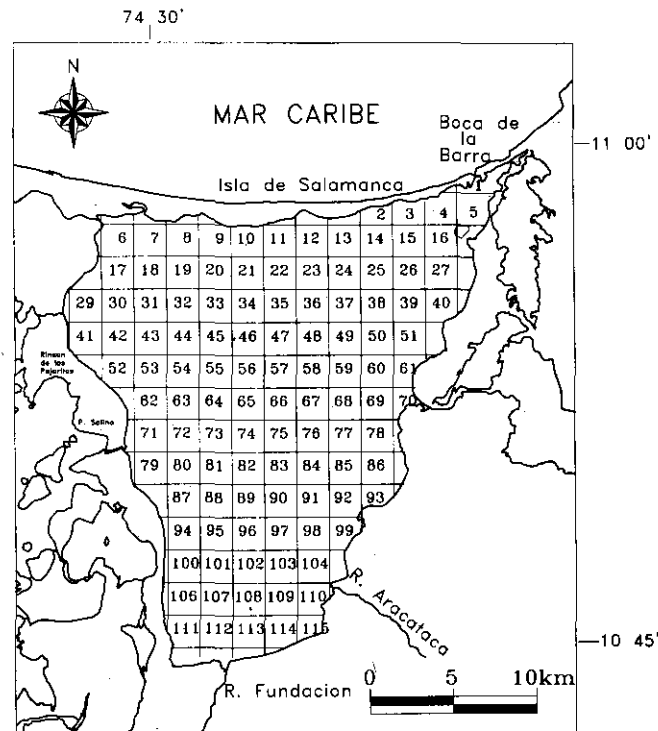 74 30'
N
MAR CARIBE
Boca de
la
Barra
11 00'
Isla de Salamanca
1
2 3 4 5
6 7 8 9 10 11 12 13 14 15 16
17 18 19 20 21 22 23 24 25 26 27
29 30 31 32 33 34 35 36 37 38 39 40
41 42 43 44 45 46 47 48 49 50 51
Rincon
de los
Pajaritos
52 53 54 55 56 57 58 59 60 61
62 63 64 65 66 67 68 69 70
P. Salina
71 72 73 74 75 76 77 78
79 80 81 82 83 84 85 86
87 88 89 90 91 92 93
94 95 96 97 98 99
100 101 102 103 104
R. Aracataca
106 107 108 109 110
111 112 113 114 115
10 45'
R. Fundacion
0 5 10km